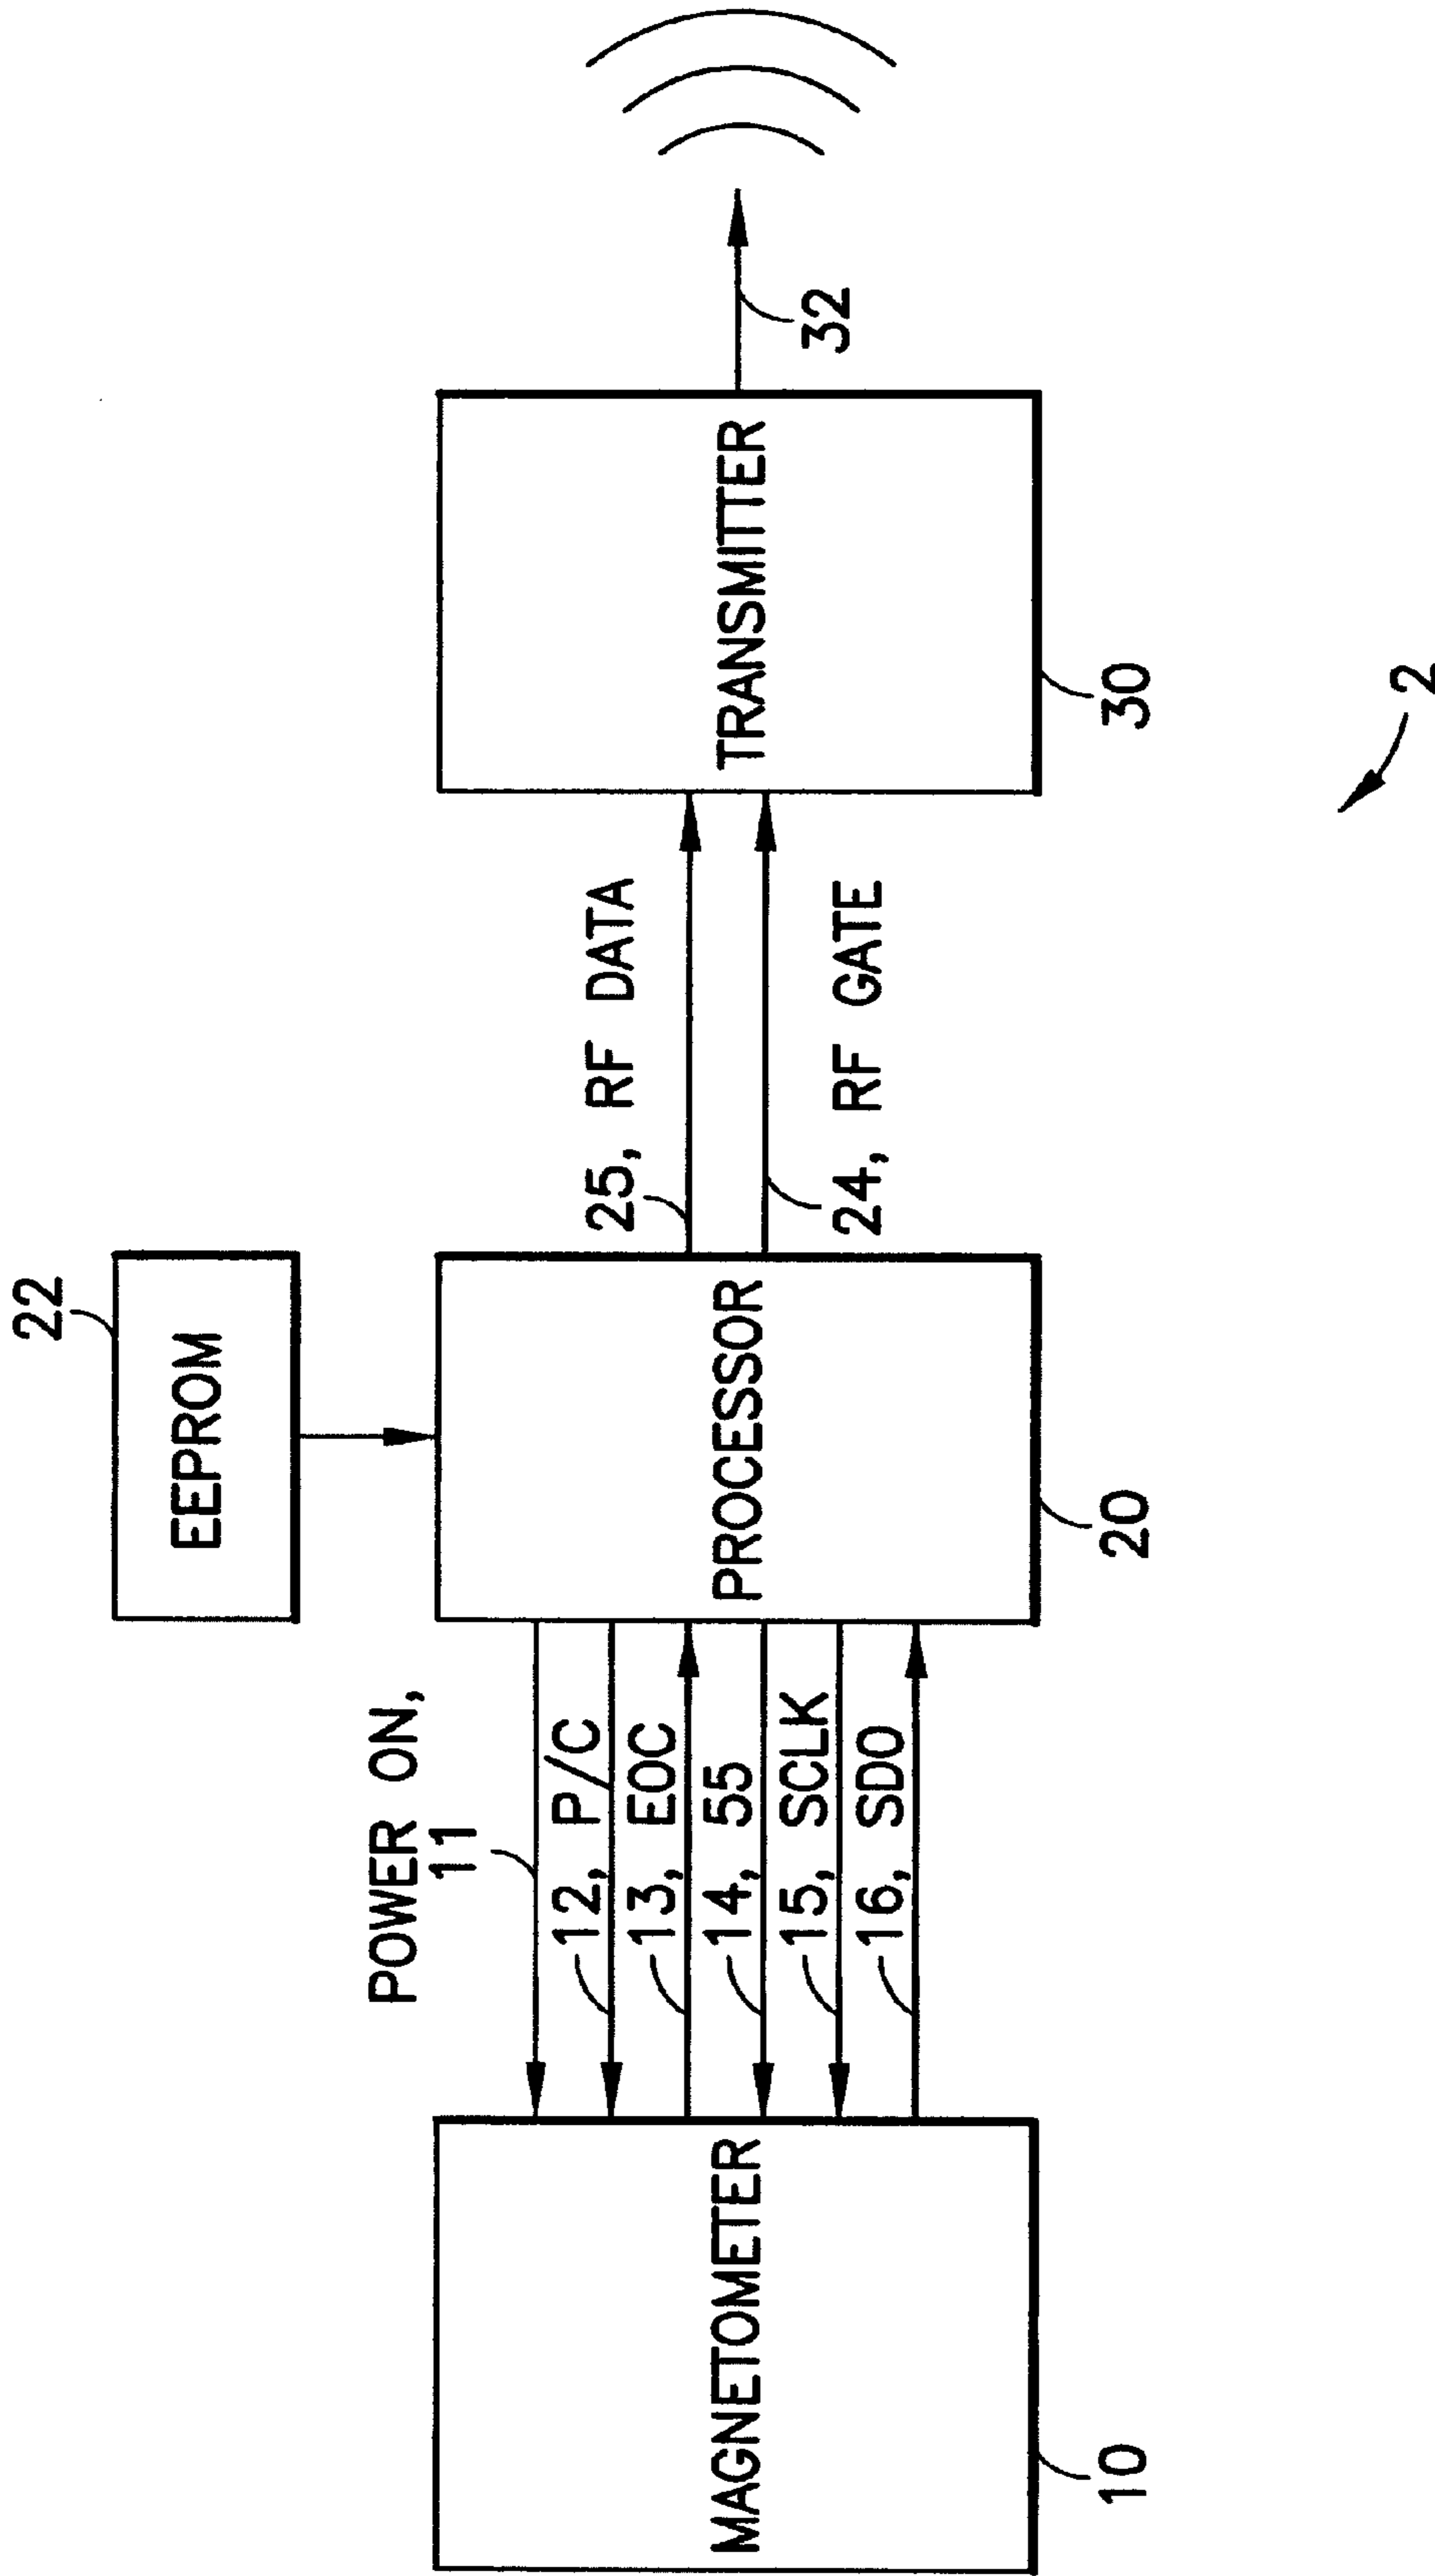 22
EEPROM
POWER ON,
11
12, P/C
13, EOC
14, 55
15, SCLK
16, SDO
25, RF DATA
24, RF GATE
32
MAGNETOMETER
PROCESSOR
TRANSMITTER
10
20
30
2